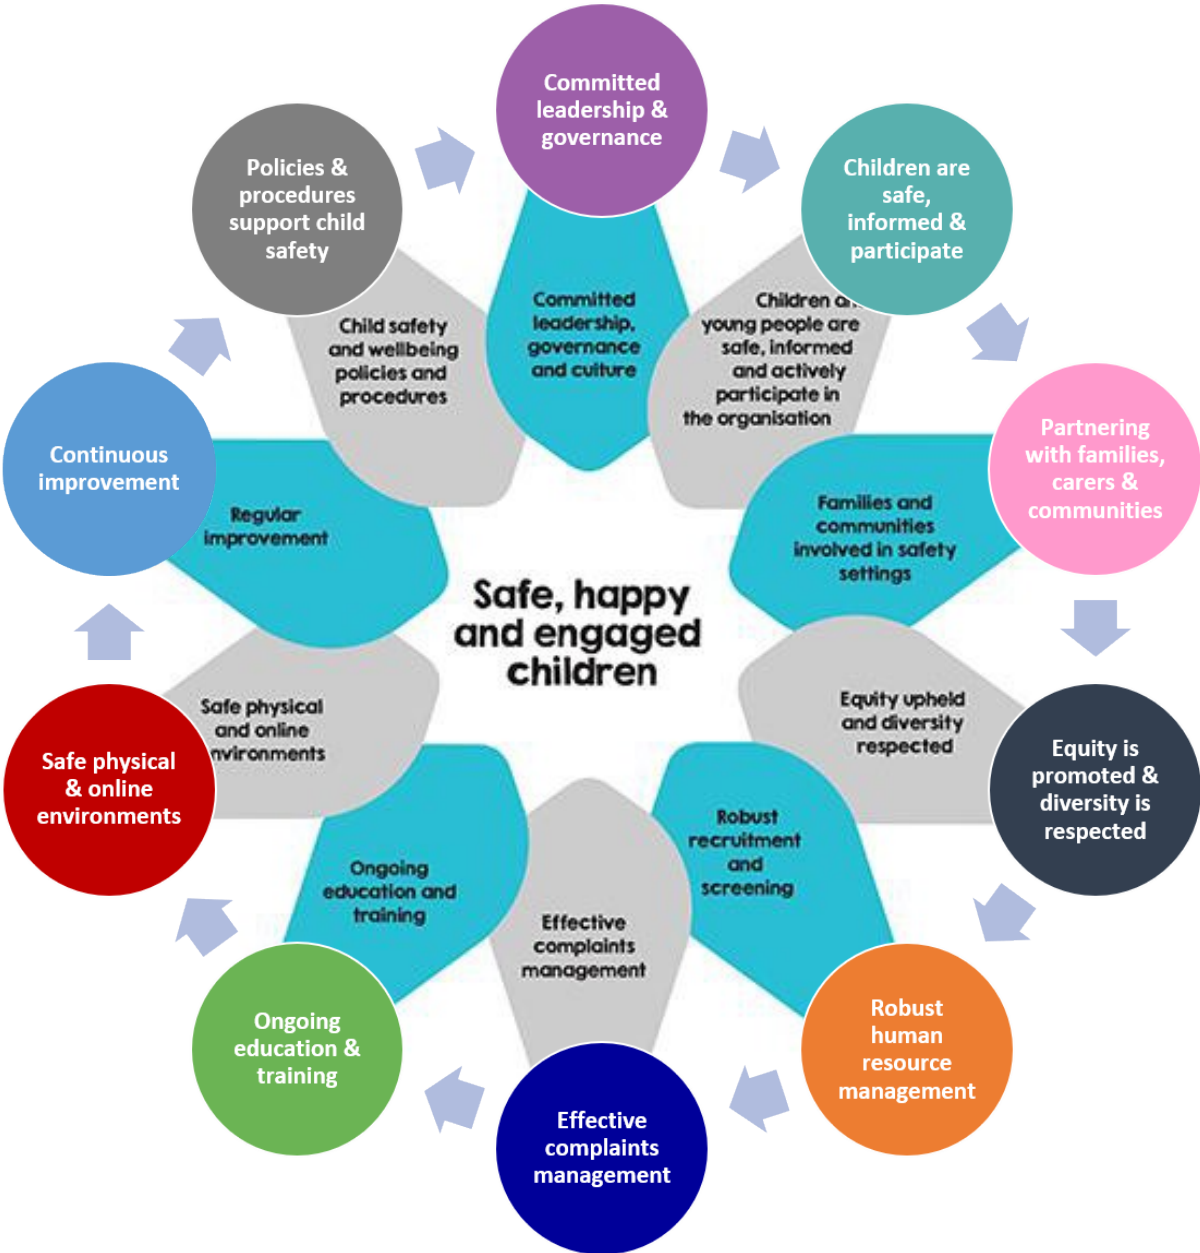 Committed
leadership &
governance
Children are
safe,
informed &
participate
Partnering
with families,
carers &
communities
Equity is
promoted &
diversity is
respected
Robust
human
resource
management
Effective
complaints
management
Ongoing
education &
training
Safe physical
& online
environments
Continuous
improvement
Policies &
procedures
support child
safety
Committed
leadership,
governance
and culture
Children
young people are
safe, informed
and actively
participate in
the organisation
Families and
communities
involved in safety
settings
Equity upheld
and diversity
respected
Robust
recruitment
and
screening
Effective
complaints
management
Ongoing
education and
training
Safe physical
and online
nvironments
Regular
improvement
Child safety
and wellbeing
policies and
procedures
Safe, happy
and engaged
children